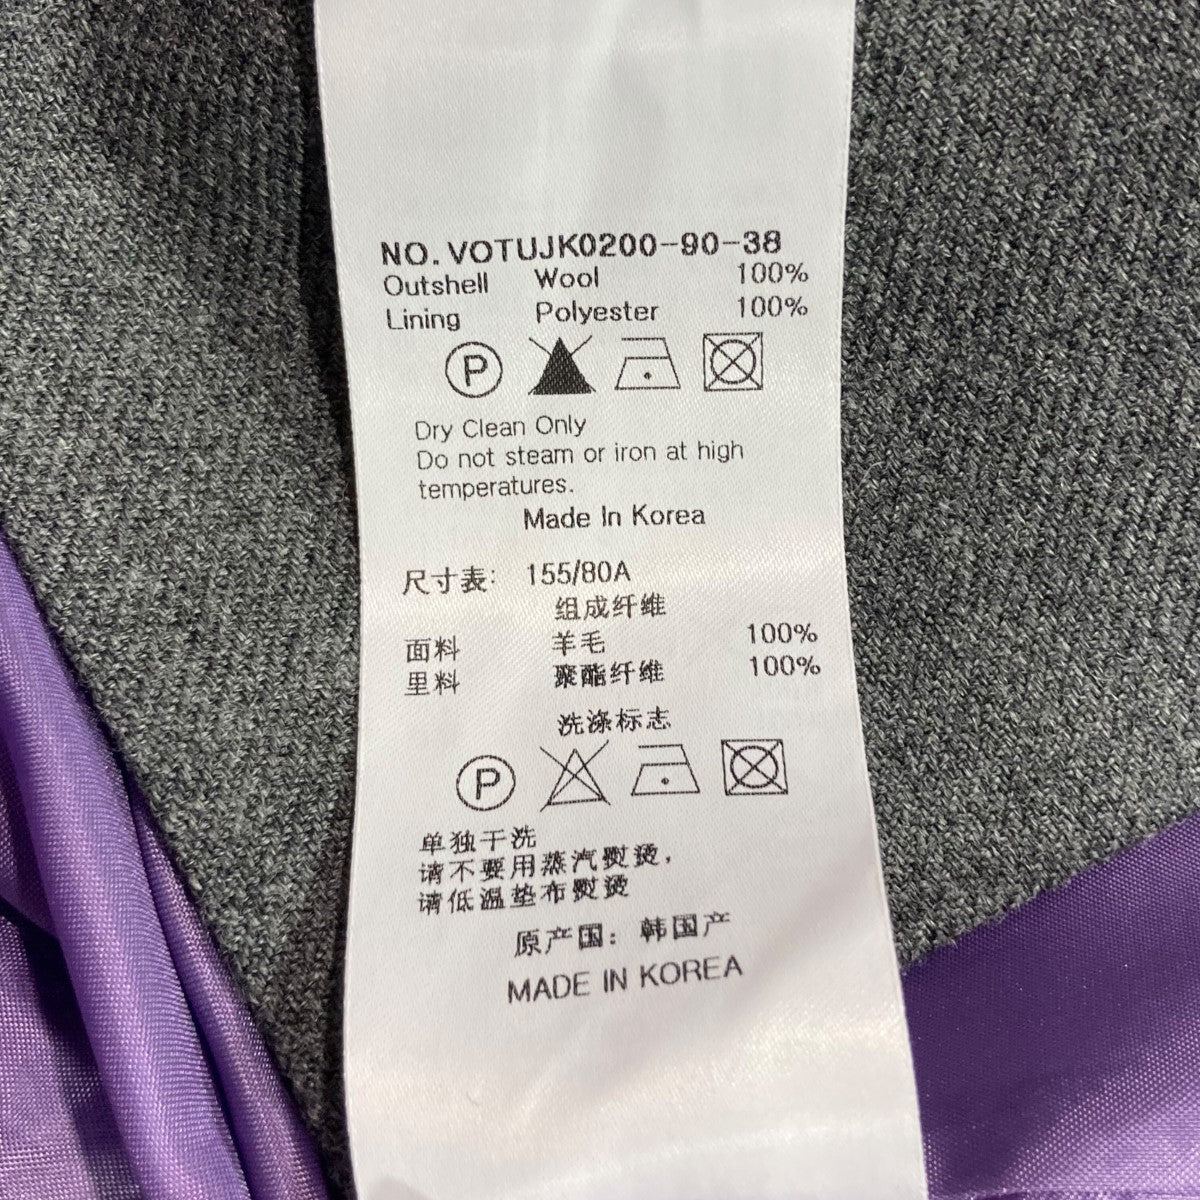 NO. VOTUJK0200-90-38
Outshell Wool 100%
Lining Polyester 100%
P
Dry Clean Only
Do not steam or iron at high
temperatures.
Made In Korea
尺寸表: 155/80A
组成纤维
面料 羊毛 100%
里料 聚酯纤维 100%
洗涤标志
P
单独干洗
请不要用蒸汽熨烫,
请低温垫布熨烫
原产国: 韩国产
MADE IN KOREA